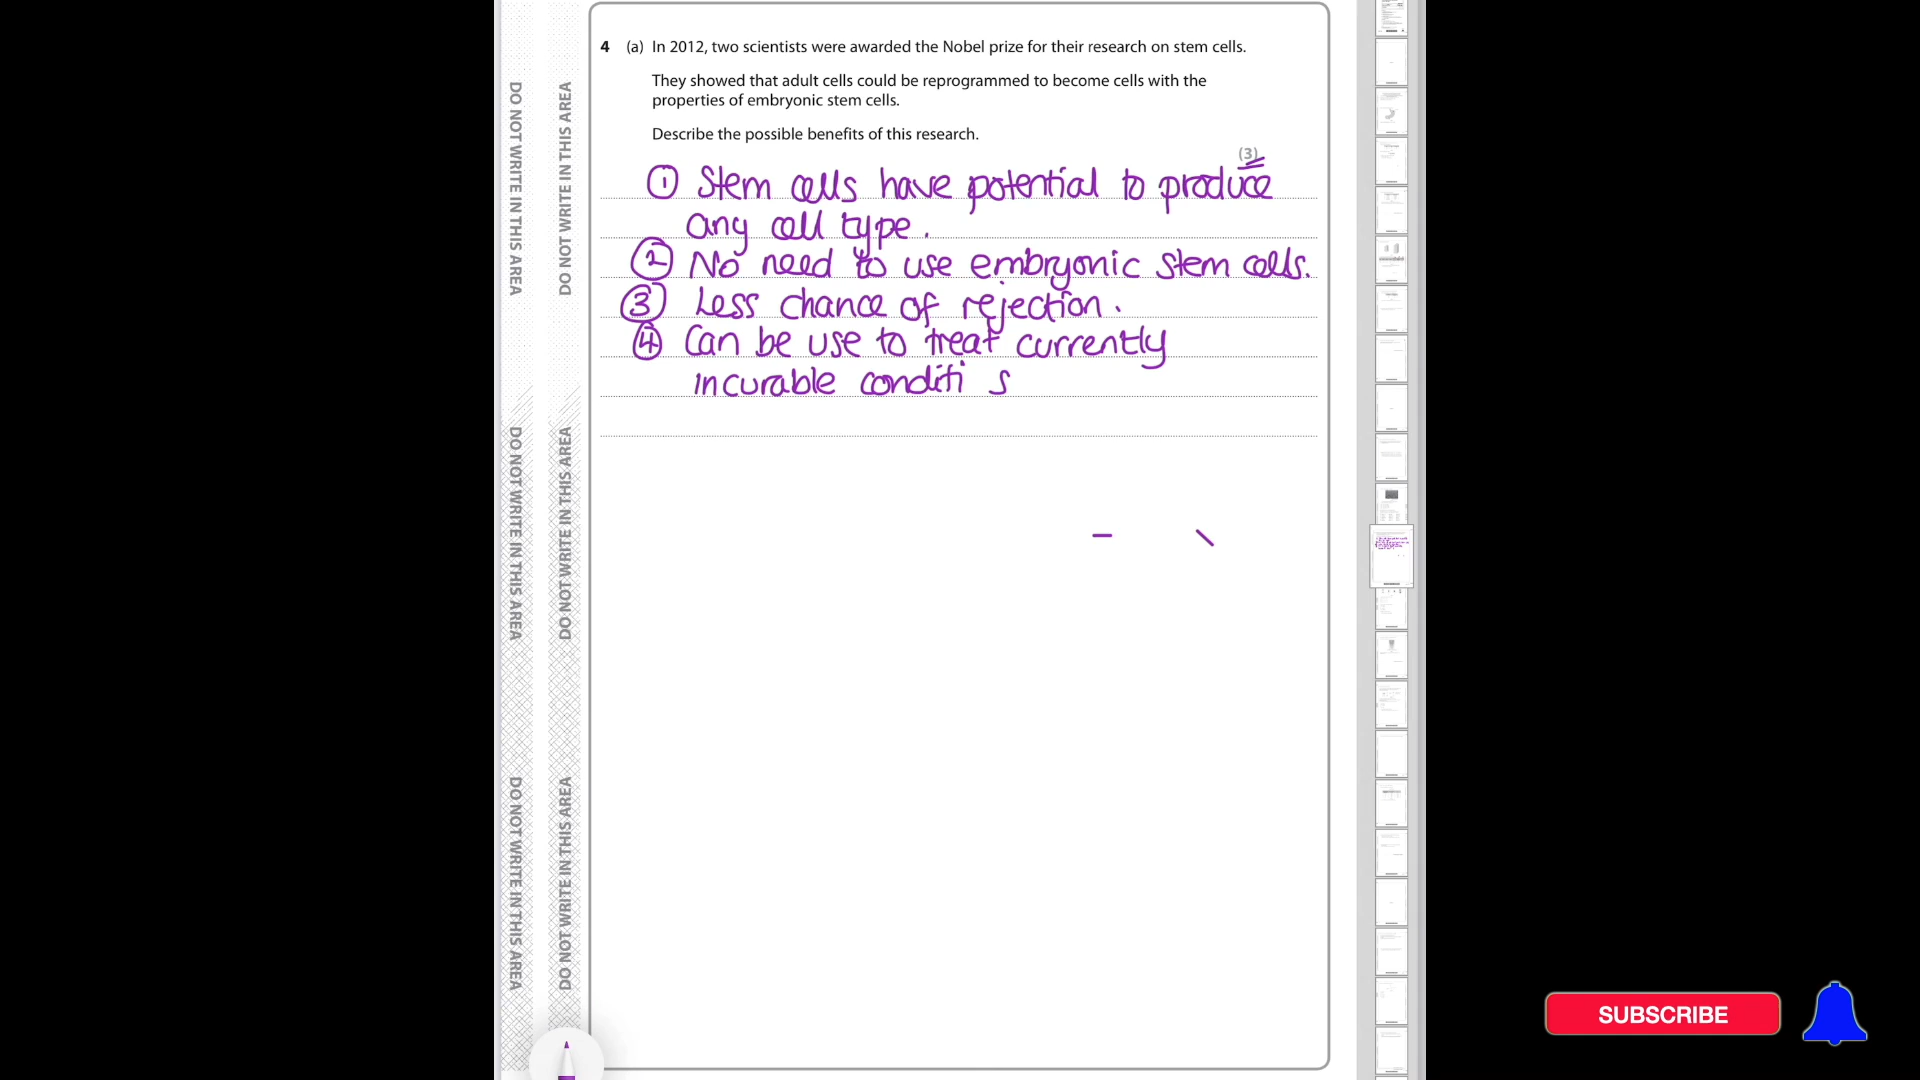 4 (a) In 2012, two scientists were awarded the Nobel prize for their research on stem cells.
They showed that adult cells could be reprogrammed to become cells with the
properties of embryonic stem cells.
Describe the possible benefits of this research.
(3)
① Stem cells have potential to produce
any cell type.
② No need to use embryonic stem cells.
③ Less chance of rejection.
④ Can be use to treat currently
incurable conditi s
DO NOT WRITE IN THIS AREA
DO NOT WRITE IN THIS AREA
DO NOT WRITE IN THIS AREA
DO NOT WRITE IN THIS AREA
DO NOT WRITE IN THIS AREA
DO NOT WRITE IN THIS AREA
SUBSCRIBE